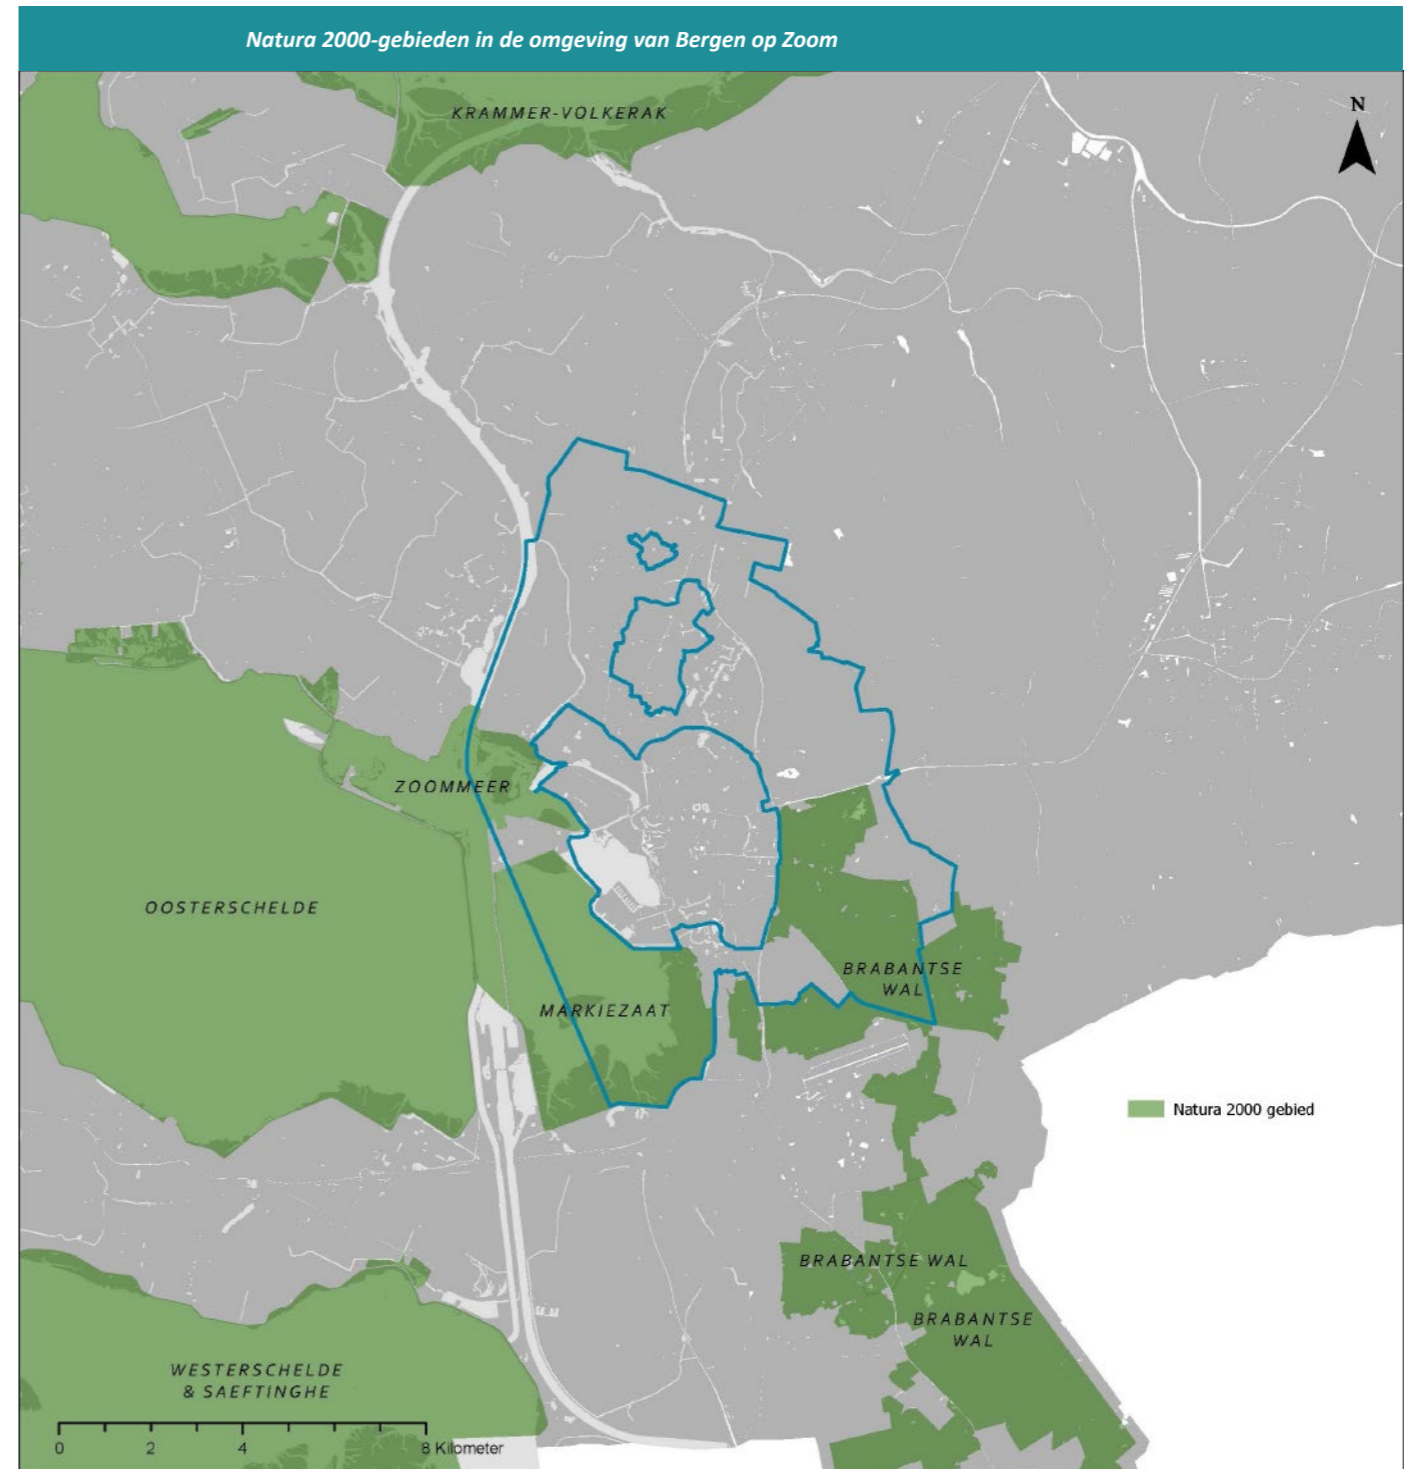 Natura 2000-gebieden in de omgeving van Bergen op Zoom
KRAMMER-VOLKERAK
N
ZOOMMEER
OOSTERSCHELDE
BRABANTSE
WAL
MARKIEZAAT
Natura 2000 gebied
BRABANTSE WAL
BRABANTSE
WAL
WESTERSCHELDE
& SAEFTINGHE
0 2 4 8 Kilometer